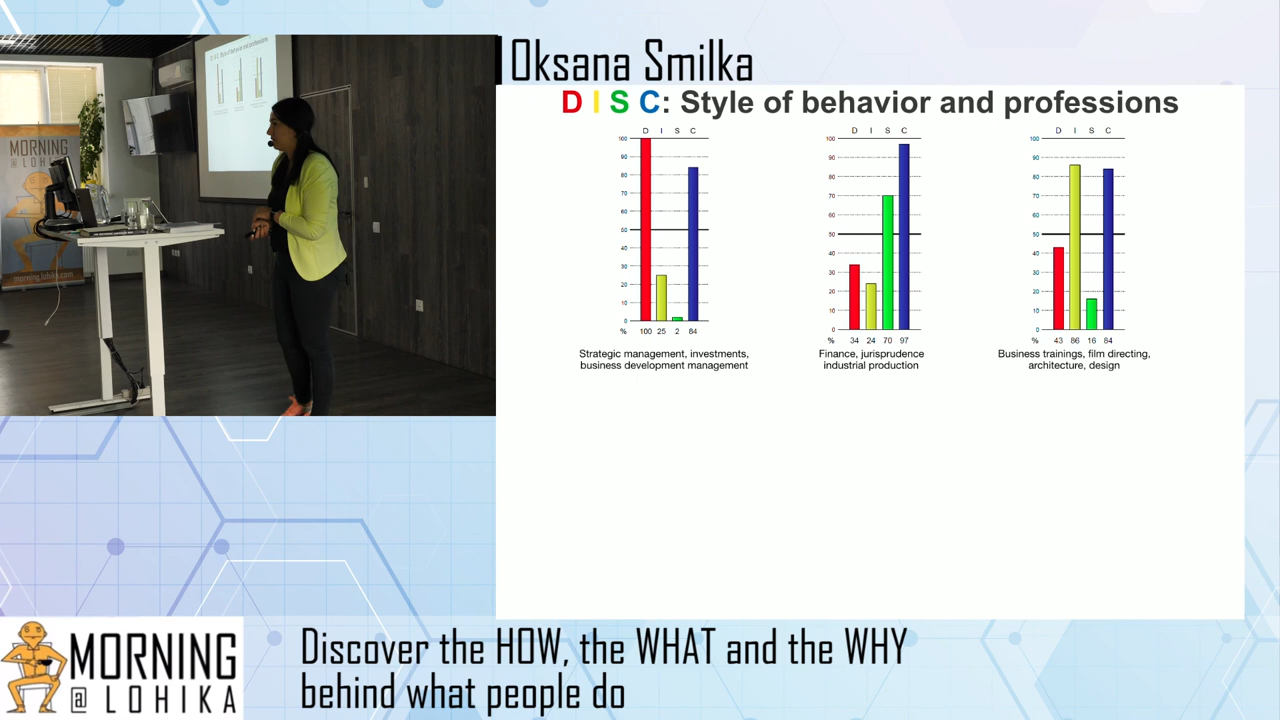 Oksana Smilka
D I S C: Style of behavior and professions
D I S C
100
90
80
70
60
50
40
30
20
10
0
% 100 25 2 84
Strategic management, investments,
business development management
D I S C
100
90
80
70
60
50
40
30
20
10
0
% 34 24 70 97
Finance, jurisprudence
industrial production
D I S C
100
90
80
70
60
50
40
30
20
10
0
% 43 86 16 84
Business trainings, film directing,
architecture, design
MORNING
@LOHIKA
morning.lohika.com
MORNING
@LOHIKA
Discover the HOW, the WHAT and the WHY
behind what people do